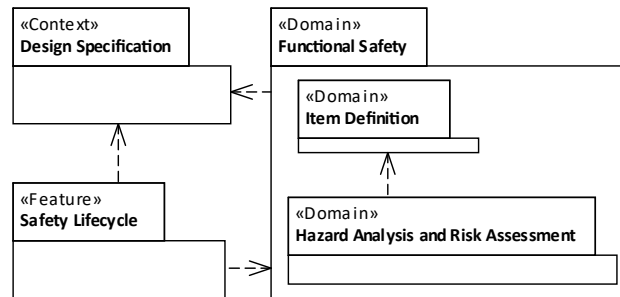 «Context»
Design Specification
«Domain»
Functional Safety
«Domain»
Item Definition
«Feature»
Safety Lifecycle
«Domain»
Hazard Analysis and Risk Assessment